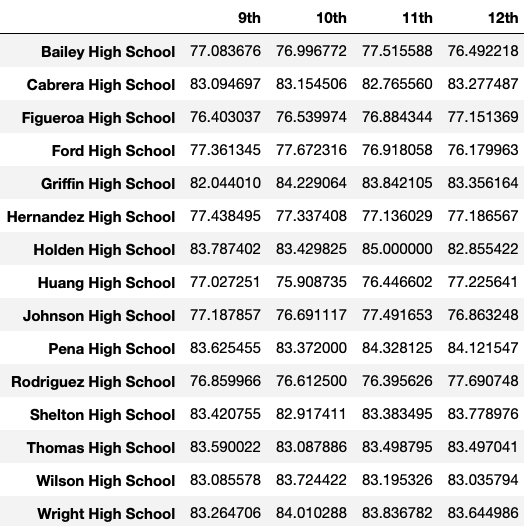 9th 10th 11th 12th
Bailey High School 77.083676 76.996772 77.515588 76.492218
Cabrera High School 83.094697 83.154506 82.765560 83.277487
Figueroa High School 76.403037 76.539974 76.884344 77.151369
Ford High School 77.361345 77.672316 76.918058 76.179963
Griffin High School 82.044010 84.229064 83.842105 83.356164
Hernandez High School 77.438495 77.337408 77.136029 77.186567
Holden High School 83.787402 83.429825 85.000000 82.855422
Huang High School 77.027251 75.908735 76.446602 77.225641
Johnson High School 77.187857 76.691117 77.491653 76.863248
Pena High School 83.625455 83.372000 84.328125 84.121547
Rodriguez High School 76.859966 76.612500 76.395626 77.690748
Shelton High School 83.420755 82.917411 83.383495 83.778976
Thomas High School 83.590022 83.087886 83.498795 83.497041
Wilson High School 83.085578 83.724422 83.195326 83.035794
Wright High School 83.264706 84.010288 83.836782 83.644986